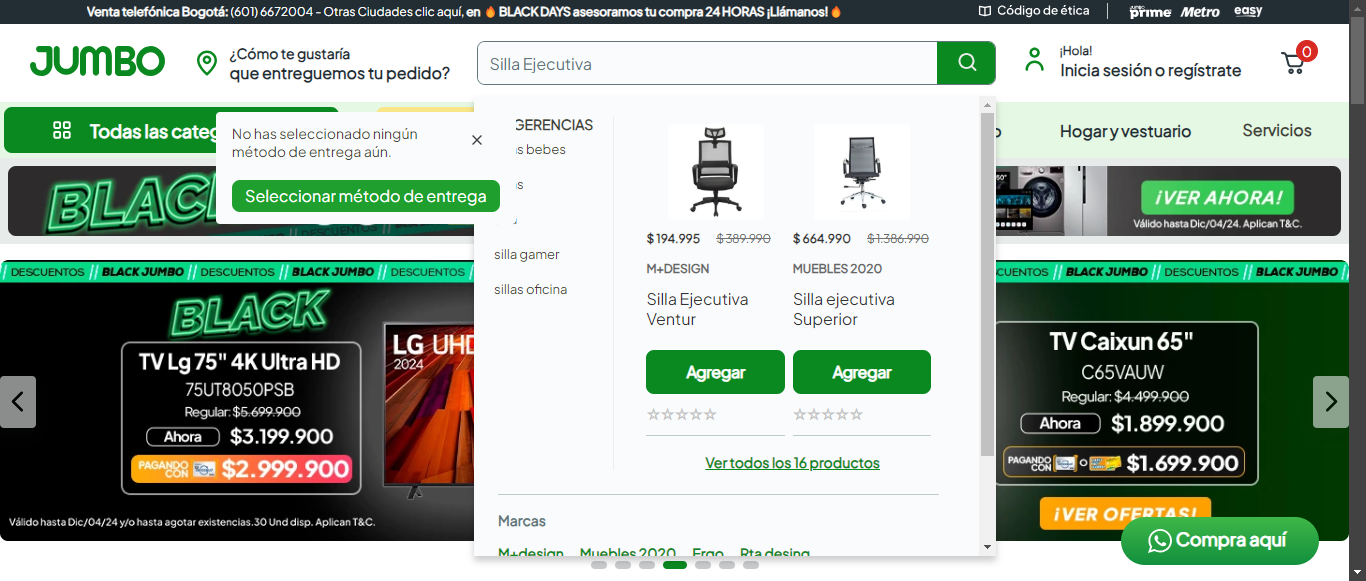 Venta telefónica Bogotá: (601) 6672004 - Otras Ciudades clic aquí, en 🔥 BLACK DAYS asesoramos tu compra 24 HORAS ¡Llámanos!🔥
Código de ética
JUMBO prime
Metro
easy
JUMBO
¿Cómo te gustaría
que entreguemos tu pedido?
Silla Ejecutiva
¡Hola!
Inicia sesión o regístrate
0
Todas las categ
Hogar y vestuario
Servicios
No has seleccionado ningún
método de entrega aún.
Seleccionar método de entrega
GERENCIAS
s bebes
s
silla gamer
sillas oficina
$ 194.995 $ 389.990
M+DESIGN
Silla Ejecutiva
Ventur
Agregar
$ 664.990 $ 1.386.990
MUEBLES 2020
Silla ejecutiva
Superior
Agregar
Ver todos los 16 productos
Marcas
M+design Muebles 2020 Ergo Rta desing
BLACK
¡VER AHORA!
Válido hasta Dic/04/24. Aplican T&C.
DESCUENTOS // BLACK JUMBO // DESCUENTOS // BLACK JUMBO // DESCUENTOS
BLACK
TV Lg 75" 4K Ultra HD
75UT8050PSB
Regular: $5.699.900
Ahora $3.199.900
PAGANDO CON $2.999.900
Válido hasta Dic/04/24 y/o hasta agotar existencias.30 Und disp. Aplican T&C.
LG UHD
2024
CUENTOS // BLACK JUMBO // DESCUENTOS // BLACK JUMBO
TV Caixun 65"
C65VAUW
Regular: $4.499.900
Ahora $1.899.900
PAGANDO CON O $1.699.900
¡VER OFERTAS!
Compra aquí